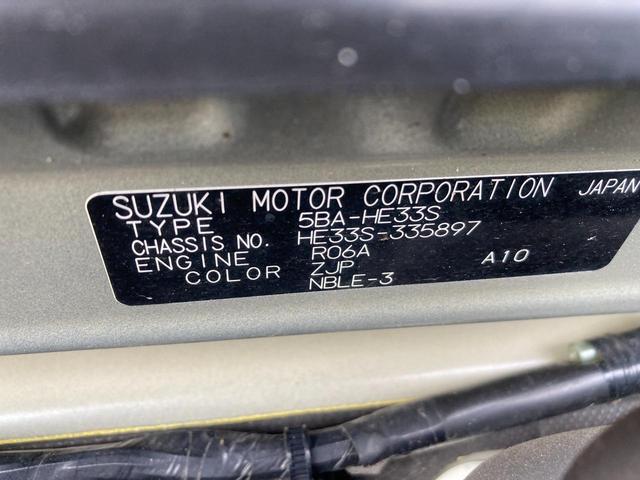 SUZUKI MOTOR CORPORATION JAPAN
TYPE 5BA-HE33S
CHASSIS NO. HE33S-335897
ENGINE R06A A10
COLOR ZJP
NBLE-3